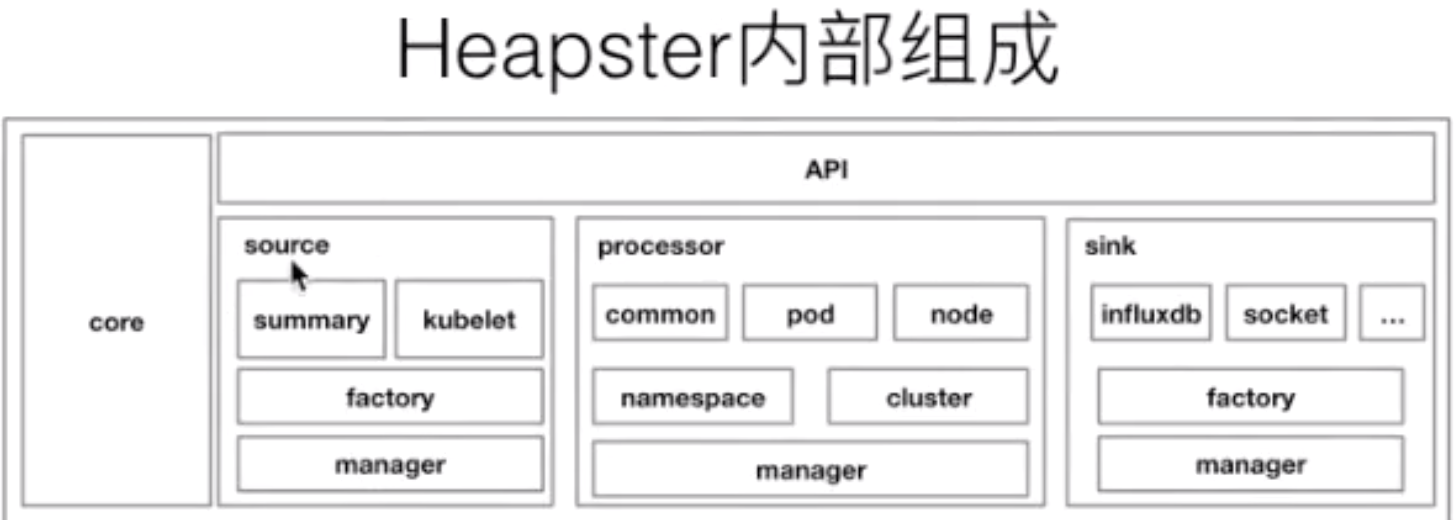 Heapster内部组成
API
core
source
summary
kubelet
factory
manager
processor
common
pod
node
namespace
cluster
manager
sink
influxdb
socket
...
factory
manager